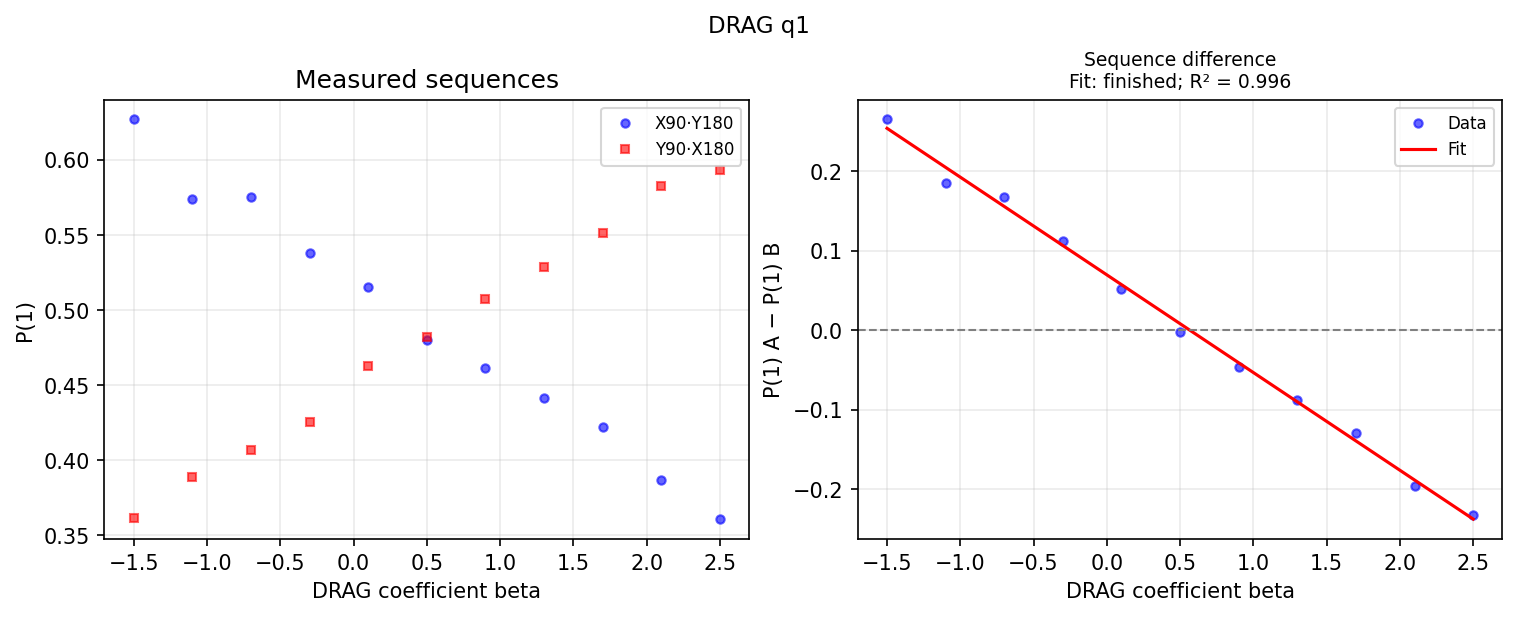 DRAG q1
Measured sequences
X90·Y180
Y90·X180
P(1)
0.60
0.55
0.50
0.45
0.40
0.35
−1.5 −1.0 −0.5 0.0 0.5 1.0 1.5 2.0 2.5
DRAG coefficient beta
Sequence difference
Fit: finished; R² = 0.996
Data
Fit
P(1) A − P(1) B
0.2
0.1
0.0
−0.1
−0.2
−1.5 −1.0 −0.5 0.0 0.5 1.0 1.5 2.0 2.5
DRAG coefficient beta